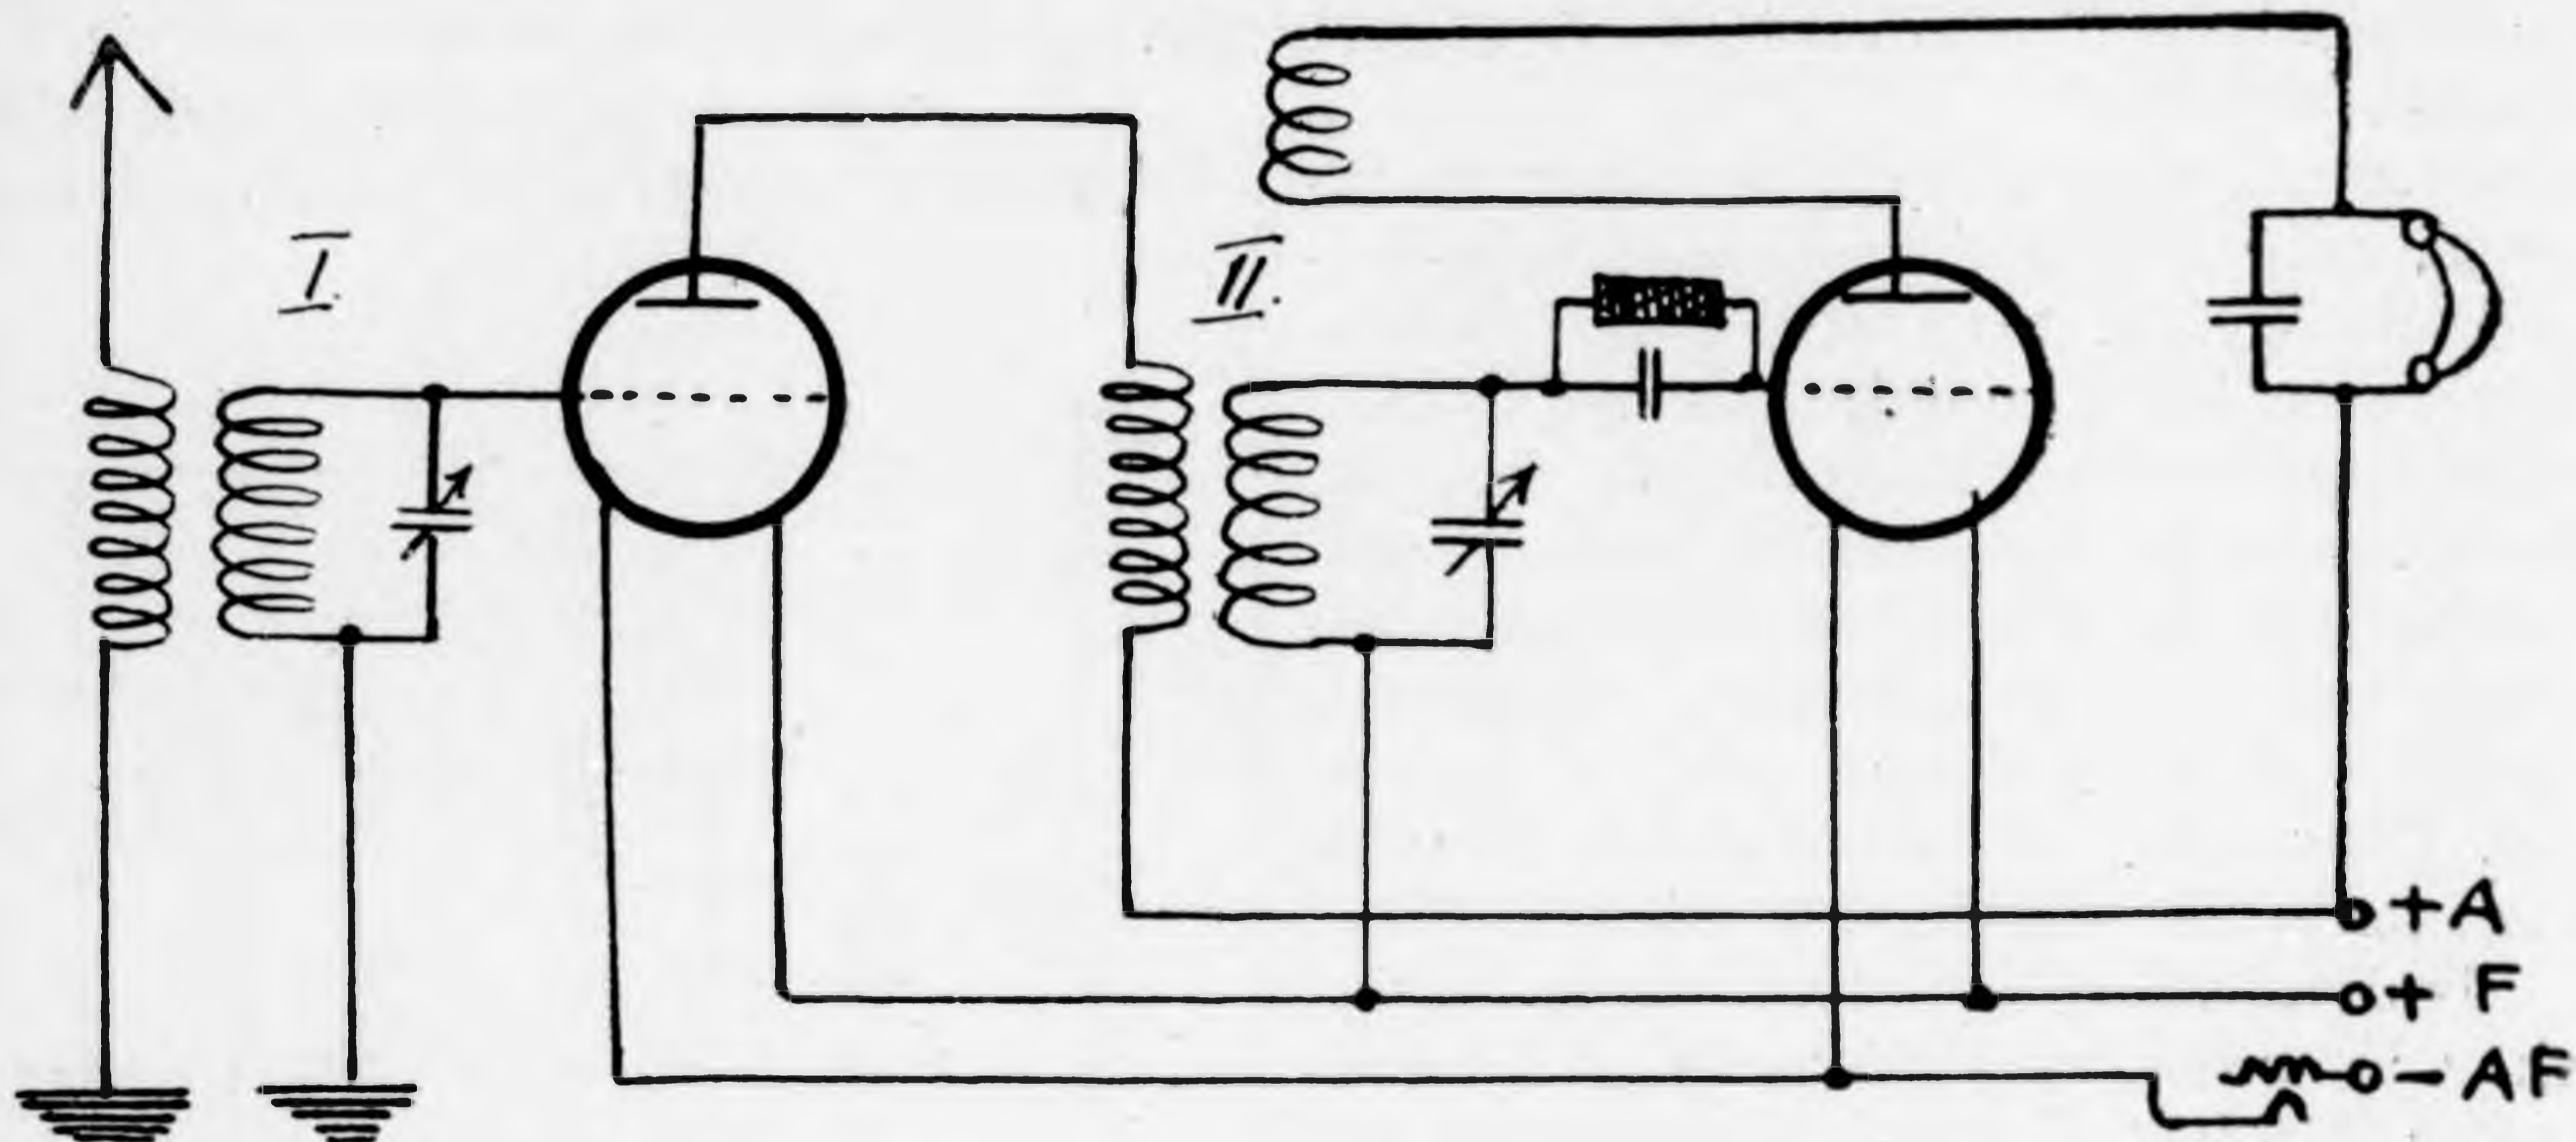 I.
II.
+A
+ F
- AF